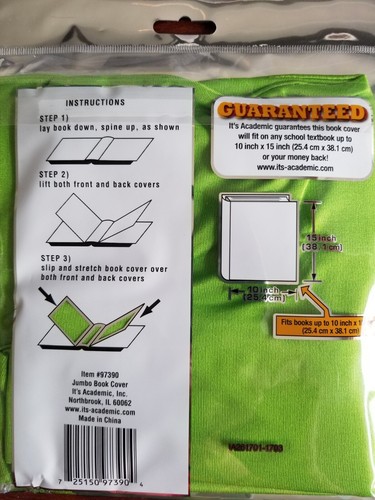 INSTRUCTIONS
STEP 1)
lay book down, spine up, as shown
STEP 2)
lift both front and back covers
STEP 3)
slip and stretch book cover over
both front and back covers
Item #97390
Jumbo Book Cover
It's Academic, Inc.
Northbrook, IL 60062
www.its-academic.com
Made in China
7 25150 97390 4
GUARANTEED
It's Academic guarantees this book cover
will fit on any school textbook up to
10 inch x 15 inch (25.4 cm x 38.1 cm)
or your money back!
www.its-academic.com
15 inch
(38.1 cm)
10 inch
(25.4 cm)
Fits books up to 10 inch x
(25.4 cm x 38.1 cm)